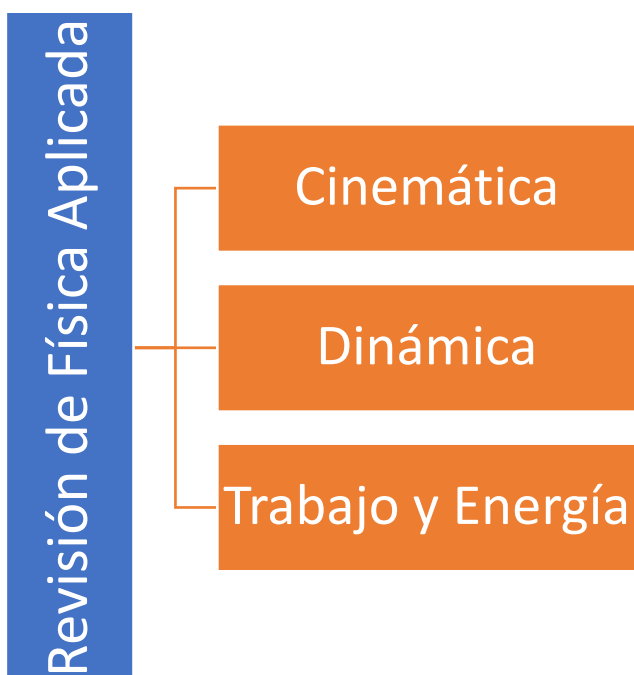 Revisión de Física Aplicada
Cinemática
Dinámica
Trabajo y Energía